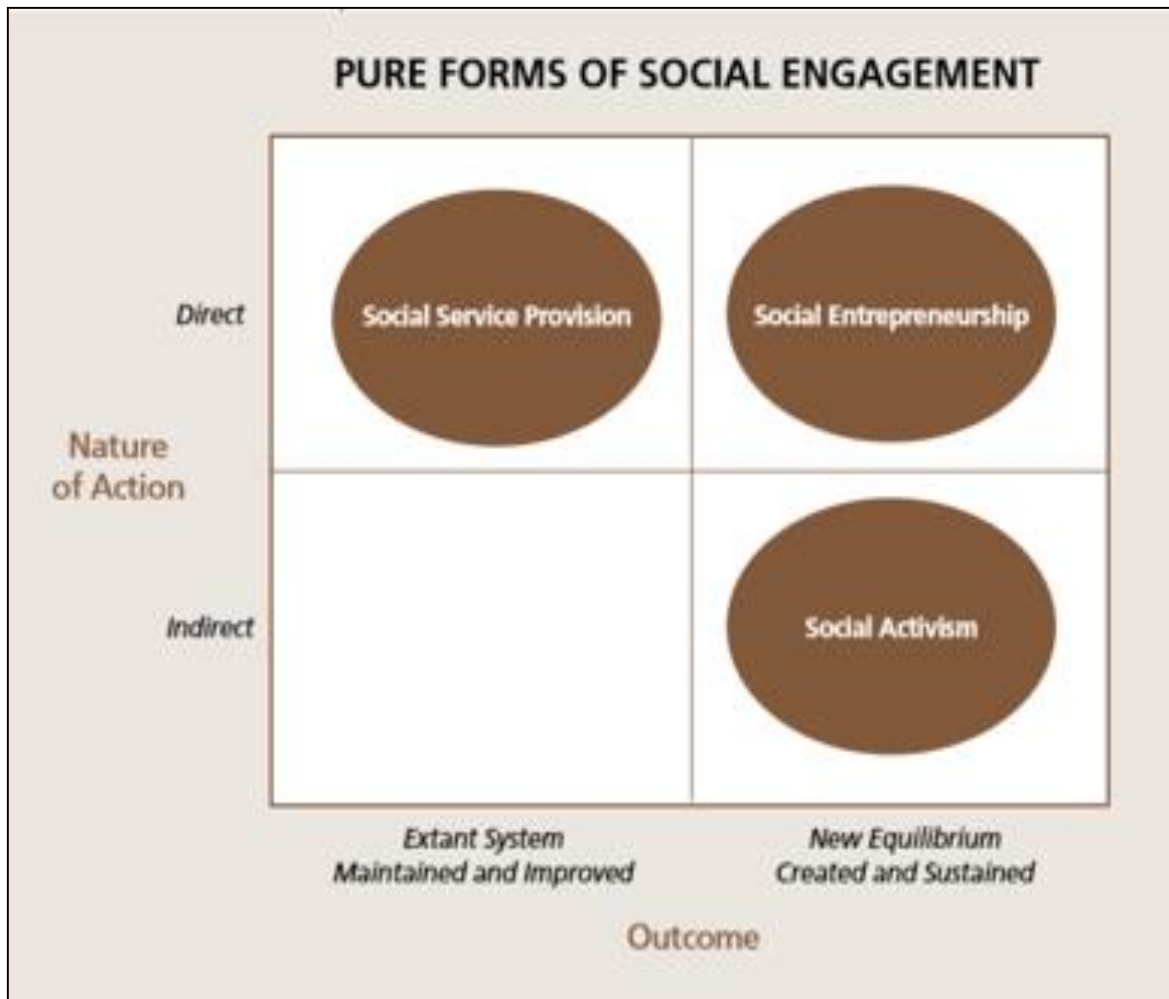 PURE FORMS OF SOCIAL ENGAGEMENT
Direct
Social Service Provision
Social Entrepreneurship
Nature
of Action
Indirect
Social Activism
Extant System
Maintained and Improved
New Equilibrium
Created and Sustained
Outcome